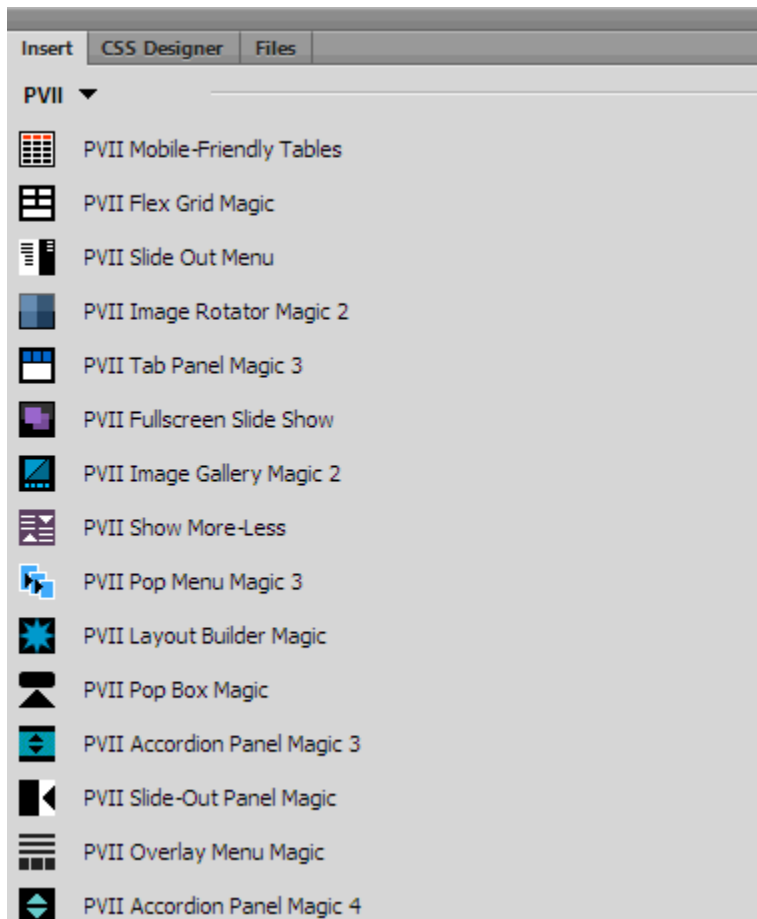 Insert CSS Designer Files
PVII
PVII Mobile-Friendly Tables
PVII Flex Grid Magic
PVII Slide Out Menu
PVII Image Rotator Magic 2
PVII Tab Panel Magic 3
PVII Fullscreen Slide Show
PVII Image Gallery Magic 2
PVII Show More-Less
PVII Pop Menu Magic 3
PVII Layout Builder Magic
PVII Pop Box Magic
PVII Accordion Panel Magic 3
PVII Slide-Out Panel Magic
PVII Overlay Menu Magic
PVII Accordion Panel Magic 4